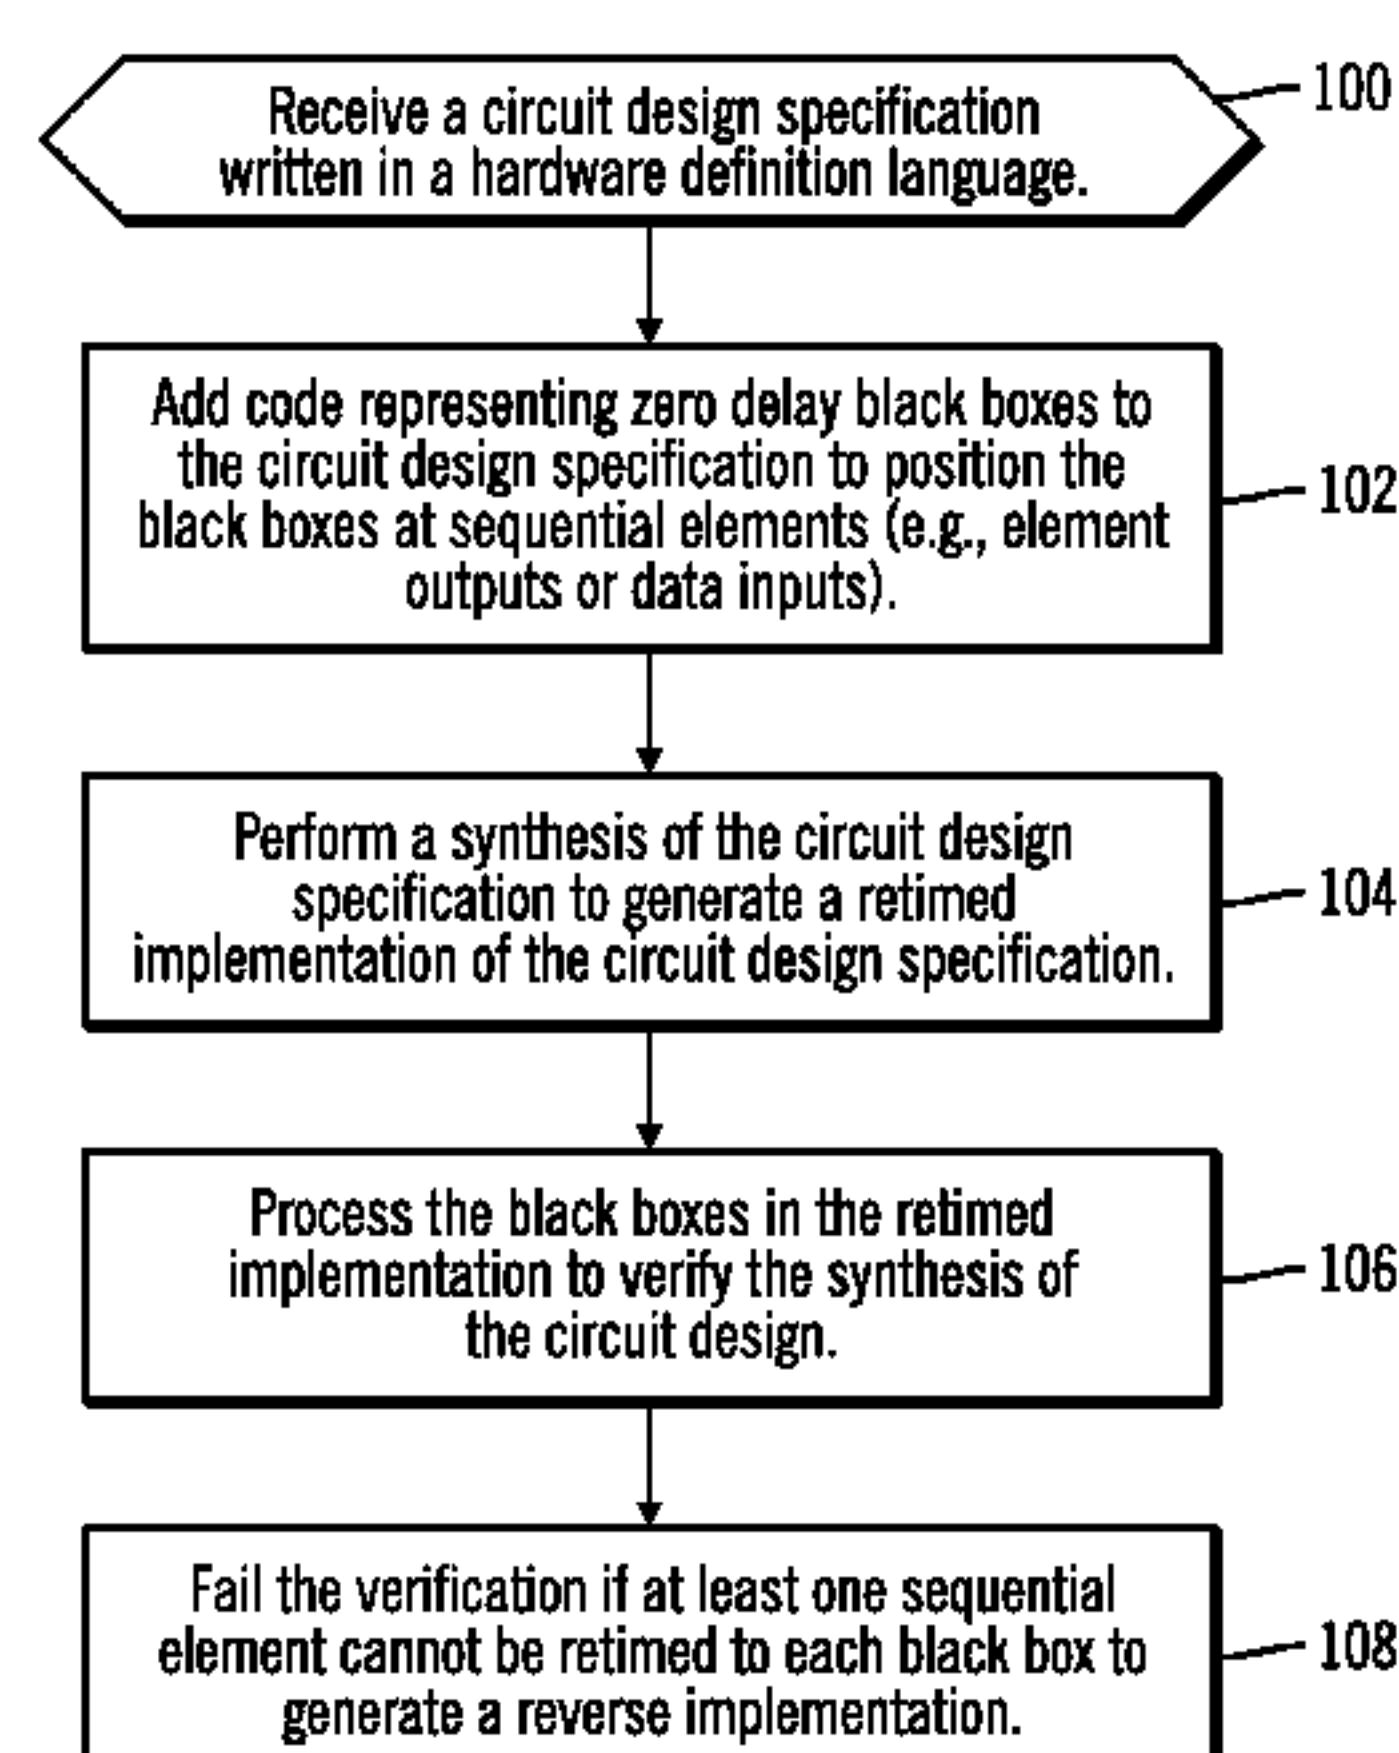 Receive a circuit design specification
written in a hardware definition language.
100
Add code representing zero delay black boxes to
the circuit design specification to position the
black boxes at sequential elements (e.g., element
outputs or data inputs).
102
Perform a synthesis of the circuit design
specification to generate a retimed
implementation of the circuit design specification.
104
Process the black boxes in the retimed
implementation to verify the synthesis of
the circuit design.
106
Fail the verification if at least one sequential
element cannot be retimed to each black box to
generate a reverse implementation.
108